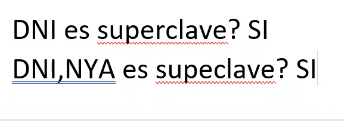 DNI es superclave? SI
DNI,NYA es supeclave? SI